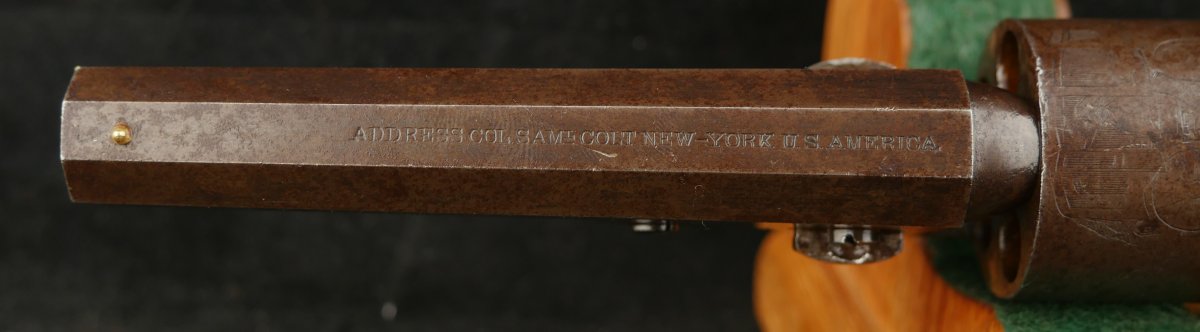 ADDRESS COL. SAML COLT NEW-YORK U.S. AMERICA.